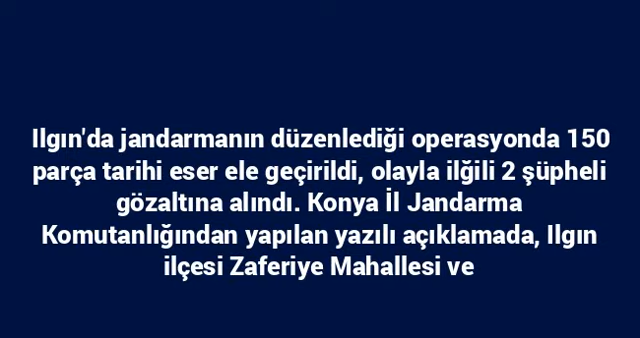 Ilgın'da jandarmanın düzenlediği operasyonda 150
parça tarihi eser ele geçirildi, olayla ilğili 2 şüpheli
gözaltına alındı. Konya İl Jandarma
Komutanlığından yapılan yazılı açıklamada, Ilgın
ilçesi Zaferiye Mahallesi ve